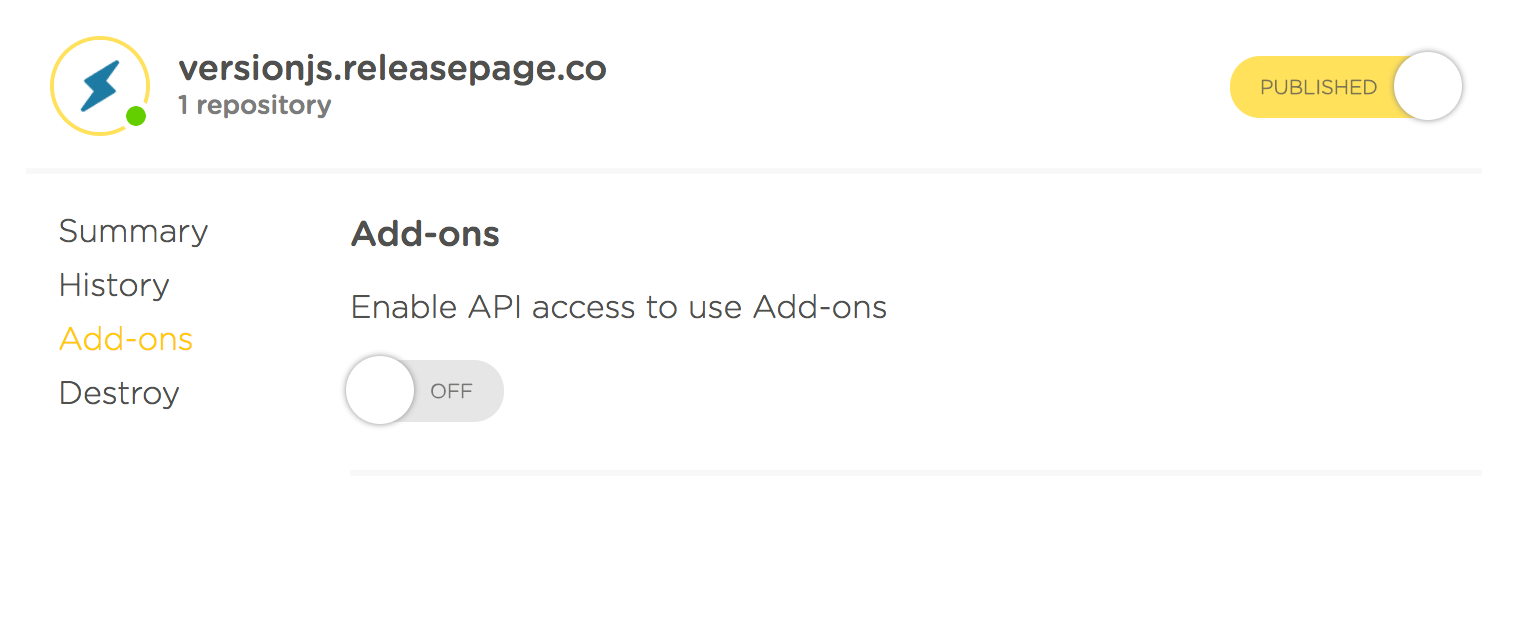 versionjs.releasepage.co
1 repository
PUBLISHED
Summary
History
Add-ons
Destroy
Add-ons
Enable API access to use Add-ons
OFF